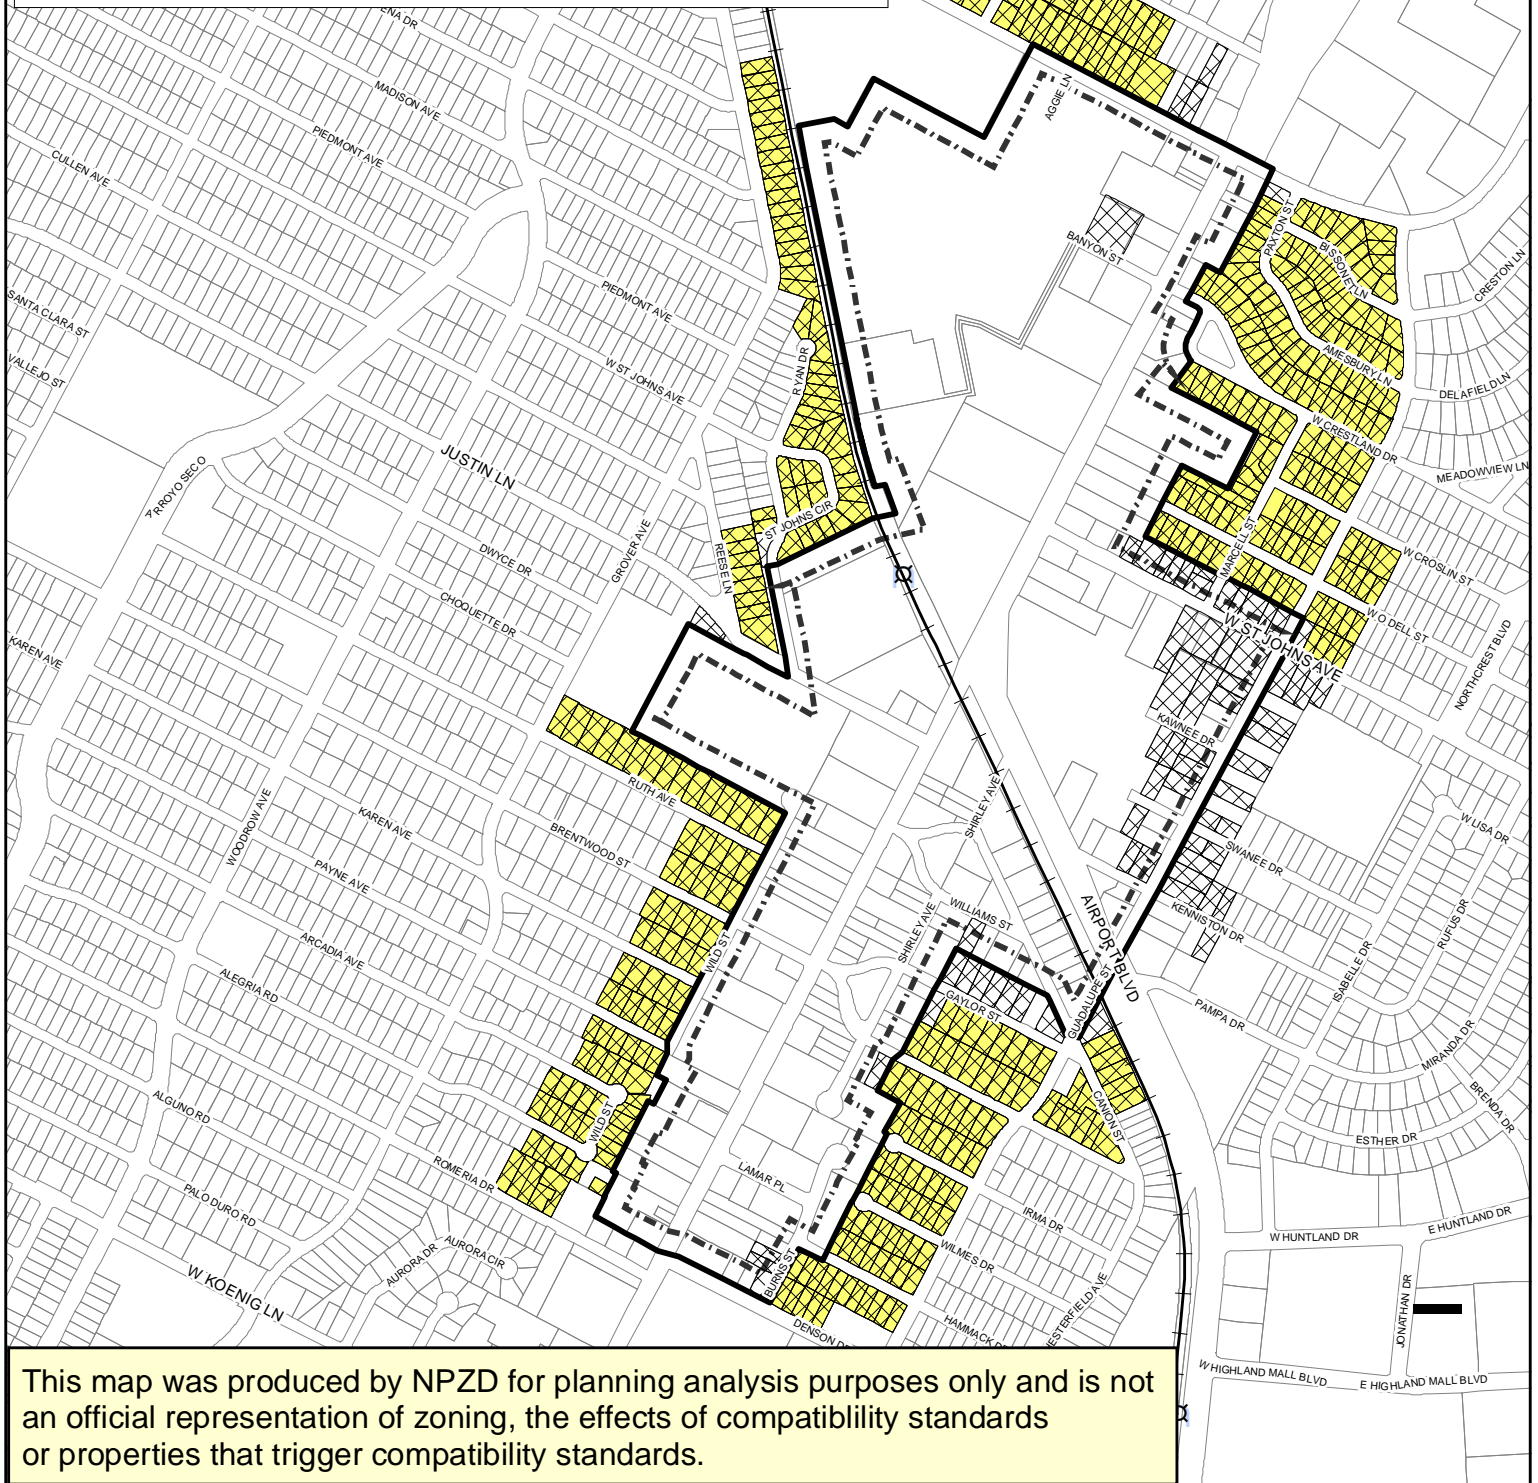 ENA DR
MADISON AVE
PIEDMONT AVE
CULLEN AVE
AGGIE LN
PAXTON ST
BISSONET LN
CRESTON LN
BANYON ST
PIEDMONT AVE
SANTA CLARA ST
VALLEJO ST
W ST JOHNS AVE
RYAN DR
AMESBURY LN
DELAFIELD LN
W CRESTLAND DR
MEADOWVIEW LN
JUSTIN LN
ARROYO SECO
ST JOHNS CIR
REESE LN
GROVER AVE
DWYCE DR
CHOQUETTE DR
MARCELL ST
W CROSLIN ST
W O DELL ST
W ST JOHNS AVE
NORTHCREST BLVD
KAREN AVE
KAWNEE DR
RUTH AVE
SHIRLEY AVE
WOODROW AVE
KAREN AVE
BRENTWOOD ST
W LISA DR
SWANEE DR
PAYNE AVE
WILLIAMS ST
AIRPORT BLVD
KENNISTON DR
RUFUS DR
ARCADIA AVE
WILD ST
SHIRLEY AVE
ALEGRIA RD
ISABELLE DR
GAYLOR ST
GUADALUPE ST
PAMPA DR
MIRANDA DR
ALGUNO RD
WILD ST
CANION ST
BRENDA DR
ESTHER DR
ROMERIA DR
LAMAR PL
PALO DURO RD
IRMA DR
E HUNTLAND DR
W HUNTLAND DR
AURORA DR
AURORA CIR
WILMES DR
W KOENIG LN
BURNS ST
ESTERFIELD AVE
JONATHAN DR
DENSON DR
HAMMACK DR
W HIGHLAND MALL BLVD
E HIGHLAND MALL BLVD
This map was produced by NPZD for planning analysis purposes only and is not
an official representation of zoning, the effects of compatiblility standards
or properties that trigger compatibility standards.